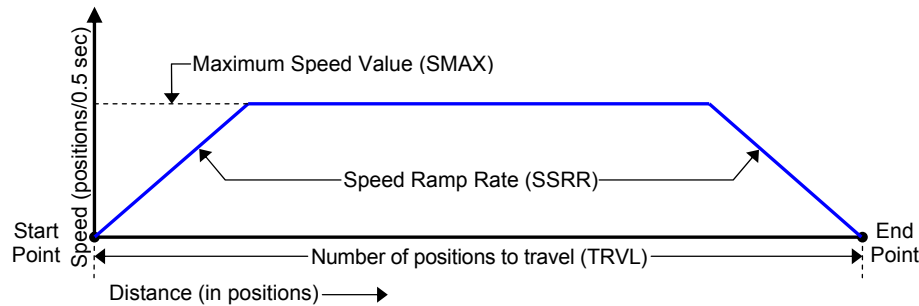 Speed (positions/0.5 sec)
Maximum Speed Value (SMAX)
Speed Ramp Rate (SSRR)
Start
Point
End
Point
Number of positions to travel (TRVL)
Distance (in positions)